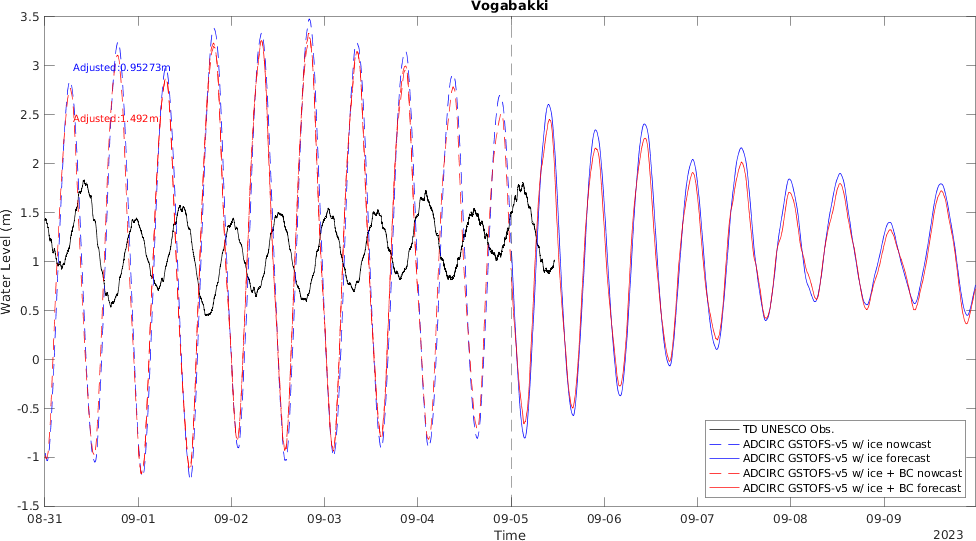 Vogabakki
3.5
3
2.5
2
1.5
1
0.5
0
-0.5
-1
-1.5
Water Level (m)
Adjusted:0.95273m
Adjusted:1.492m
TD UNESCO Obs.
ADCIRC GSTOFS-v5 w/ ice nowcast
ADCIRC GSTOFS-v5 w/ ice forecast
ADCIRC GSTOFS-v5 w/ ice + BC nowcast
ADCIRC GSTOFS-v5 w/ ice + BC forecast
08-31 09-01 09-02 09-03 09-04 09-05 09-06 09-07 09-08 09-09
Time
2023